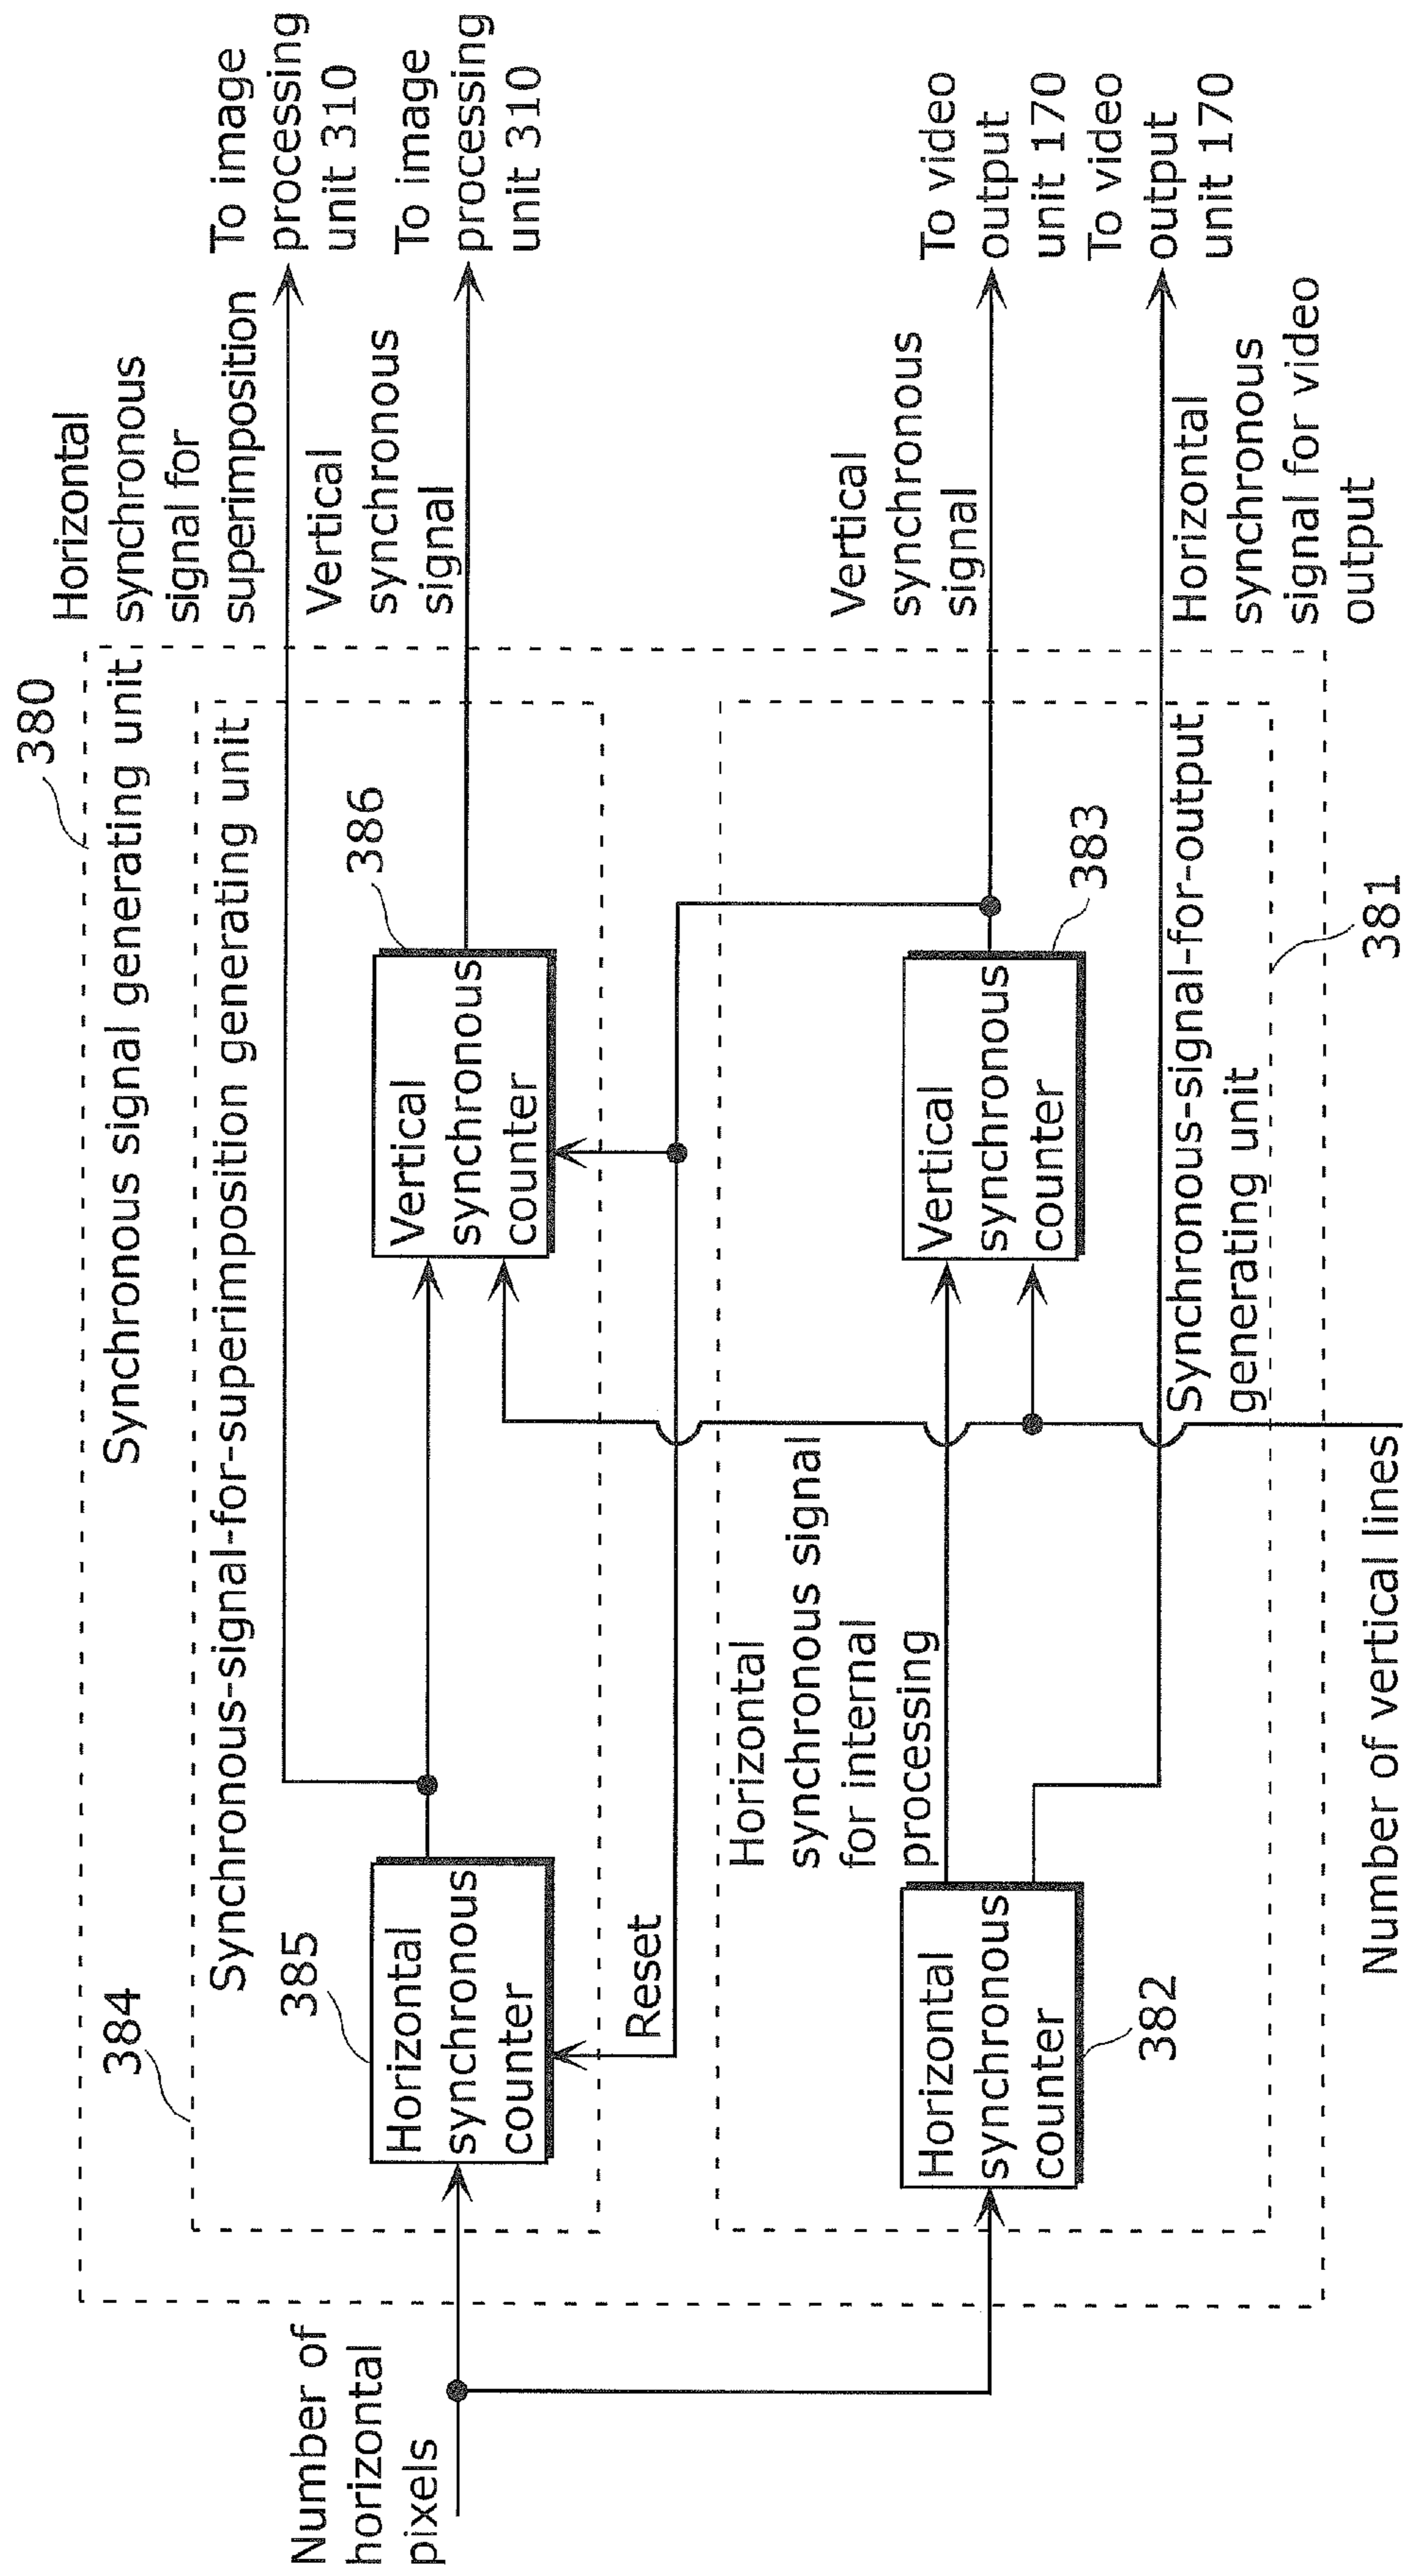 380
Synchronous signal generating unit
384
Synchronous-signal-for-superimposition generating unit
Number of
horizontal
pixels
385
Horizontal
synchronous
counter
386
Vertical
synchronous
counter
Horizontal
synchronous
signal for
superimposition
To image
processing
unit 310
Vertical
synchronous
signal
To image
processing
unit 310
Reset
Horizontal
synchronous signal
for internal
processing
Horizontal
synchronous
counter
382
Vertical
synchronous
counter
383
Vertical
synchronous
signal
To video
output
unit 170
To video
output
unit 170
Horizontal
synchronous
signal for video
output
Synchronous-signal-for-output
generating unit
381
Number of vertical lines